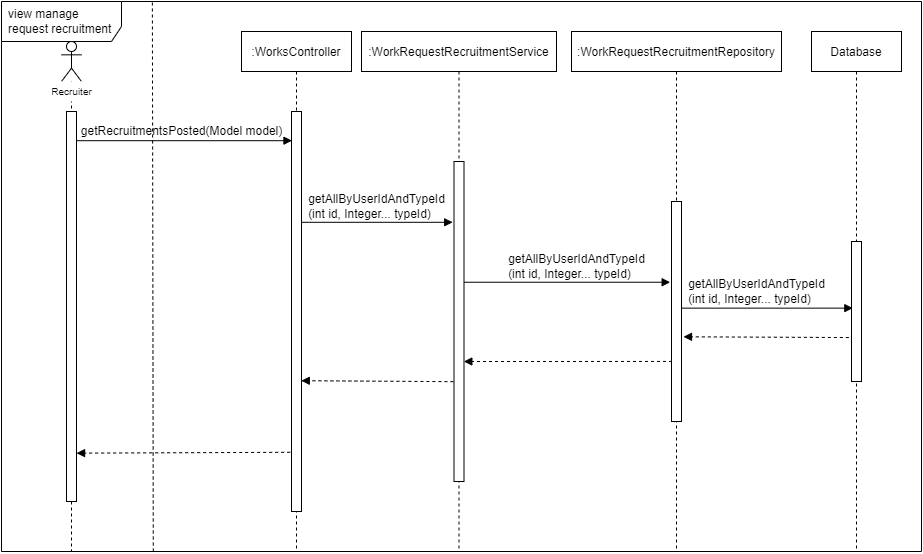 view manage
request recruitment
Recruiter
:WorksController
:WorkRequestRecruitmentService
:WorkRequestRecruitmentRepository
Database
getRecruitmentsPosted(Model model)
getAllByUserIdAndTypeId
(int id, Integer... typeId)
getAllByUserIdAndTypeId
(int id, Integer... typeId)
getAllByUserIdAndTypeId
(int id, Integer... typeId)